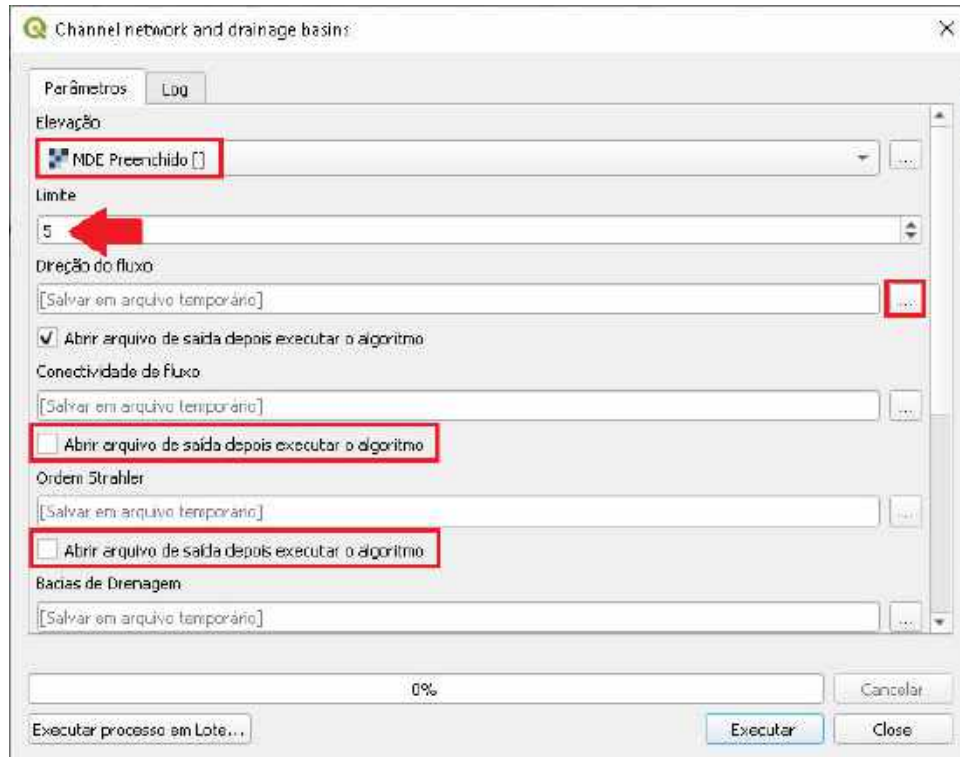 Channel network and drainage basins
Parâmetros Log
Elevação
MDE Preenchido []
...
Limite
5
Direção do fluxo
[Salvar em arquivo temporário]
...
Abrir arquivo de saída depois executar o algoritmo
Conectividade de fluxo
[Salvar em arquivo temporário]
...
Abrir arquivo de saída depois executar o algoritmo
Ordem Strahler
[Salvar em arquivo temporário]
...
Abrir arquivo de saída depois executar o algoritmo
Bacias de Drenagem
[Salvar em arquivo temporário]
...
0%
Cancelar
Executar processo em Lote...
Executar
Close